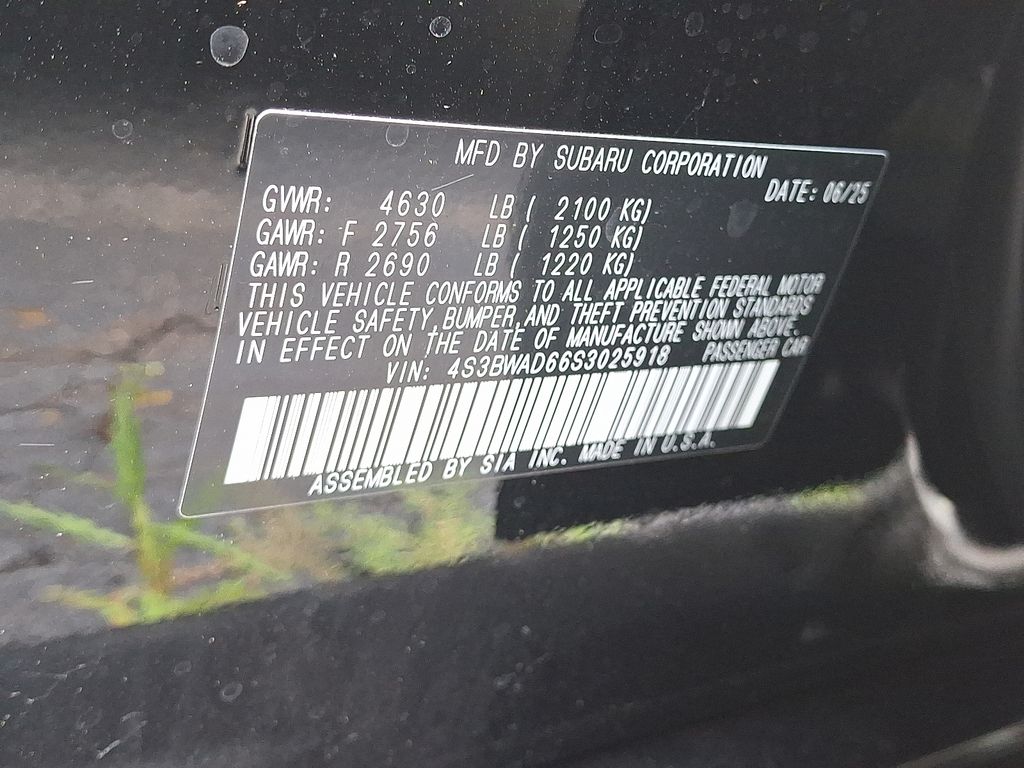 MFD BY SUBARU CORPORATION
DATE: 06/25
GVWR: 4630 LB ( 2100 KG)
GAWR: F 2756 LB ( 1250 KG)
GAWR: R 2690 LB ( 1220 KG)
THIS VEHICLE CONFORMS TO ALL APPLICABLE FEDERAL MOTOR
VEHICLE SAFETY, BUMPER, AND THEFT PREVENTION STANDARDS
IN EFFECT ON THE DATE OF MANUFACTURE SHOWN ABOVE.
VIN: 4S3BWAD66S3025918 PASSENGER CAR
ASSEMBLED BY SIA INC. MADE IN U.S.A.